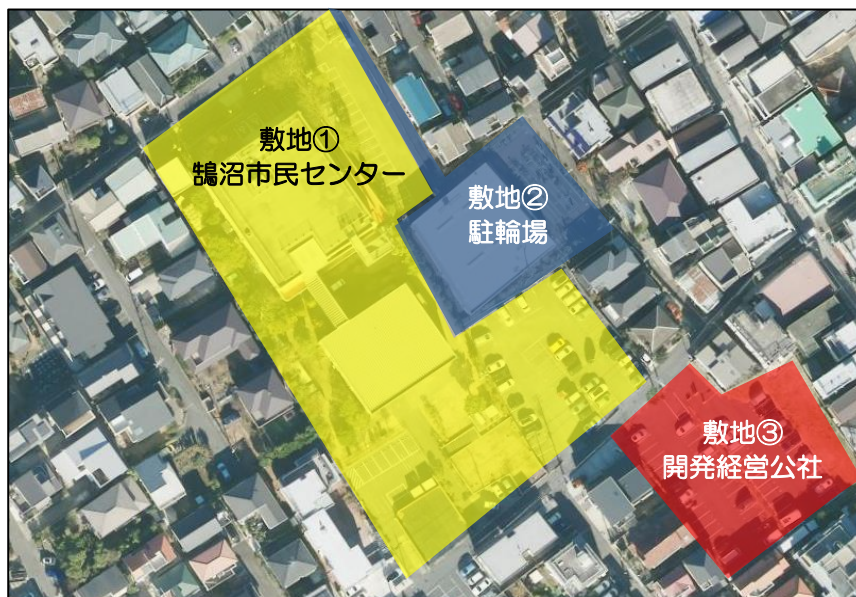 敷地①
鵠沼市民センター
敷地②
駐輪場
敷地③
開発経営公社